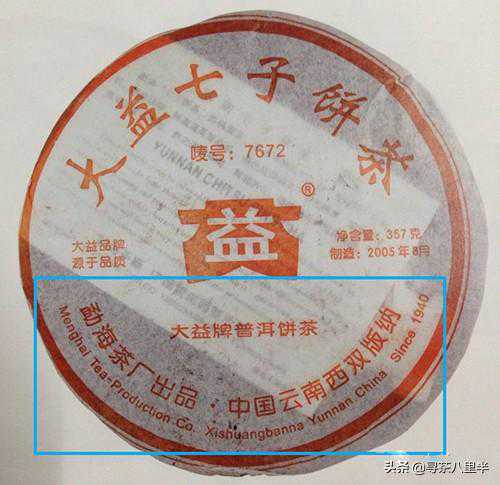 大益七子饼茶
唛号：7672
®
益
大益品牌
源于品质
净含量：357克
制造：2005年8月
大益牌普洱饼茶
勐海茶厂出品·中国云南西双版纳
Menghai Tea-Production Co. Xishuangbanna Yunnan China Since 1940
YUNNAN CHI
头条 @寻茶八里半